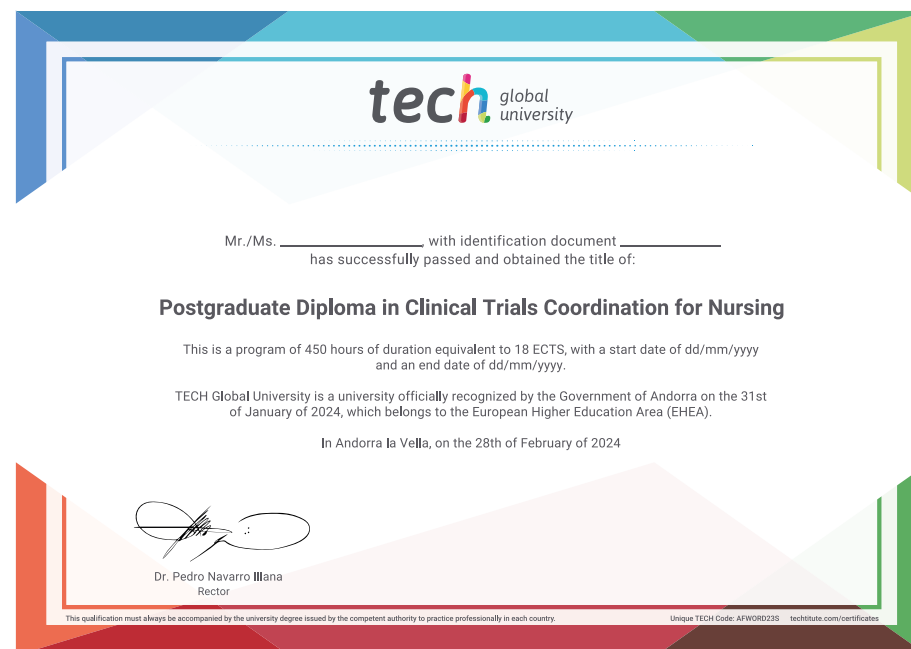 tech global
university
Mr./Ms. ____________, with identification document ____________
has successfully passed and obtained the title of:
Postgraduate Diploma in Clinical Trials Coordination for Nursing
This is a program of 450 hours of duration equivalent to 18 ECTS, with a start date of dd/mm/yyyy
and an end date of dd/mm/yyyy.
TECH Global University is a university officially recognized by the Government of Andorra on the 31st
of January of 2024, which belongs to the European Higher Education Area (EHEA).
In Andorra la Vella, on the 28th of February of 2024
Dr. Pedro Navarro Illana
Rector
This qualification must always be accompanied by the university degree issued by the competent authority to practice professionally in each country.
Unique TECH Code: AFWORD23S techtitute.com/certificates